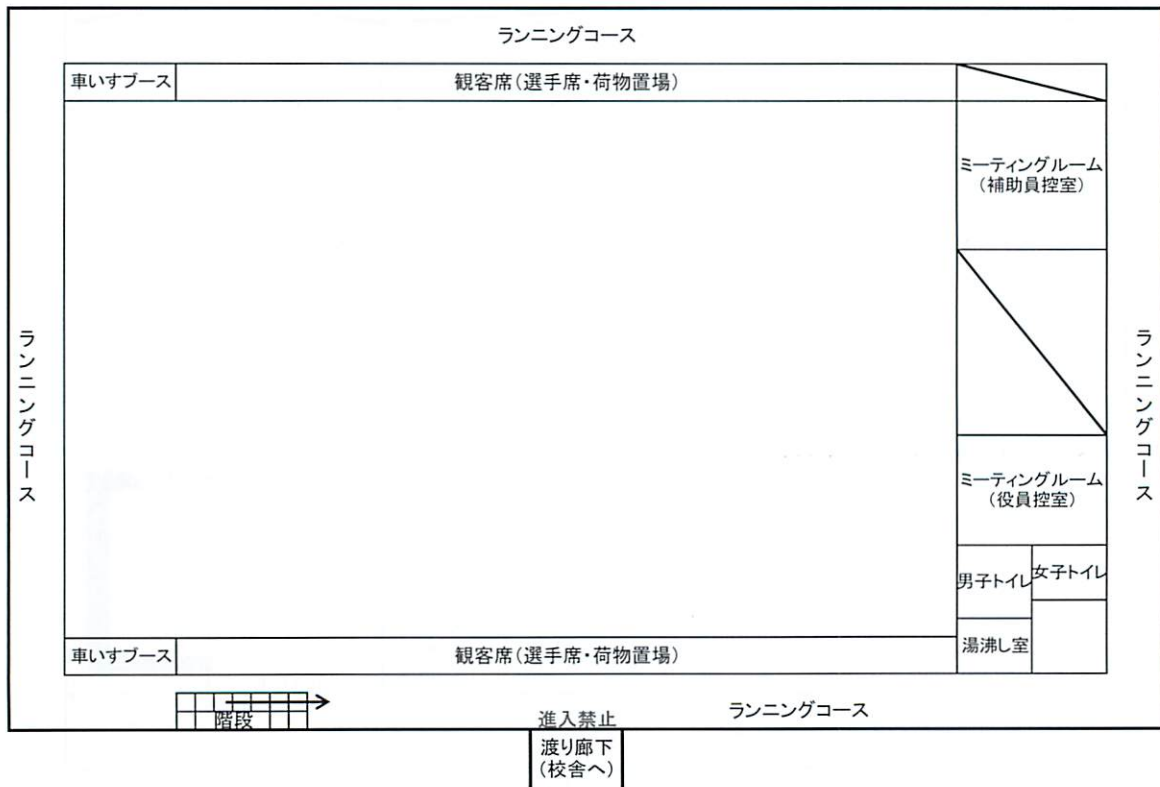 ランニングコース
車いすブース
観客席(選手席・荷物置場)
ミーティングルーム
(補助員控室)
ランニングコース
ランニングコース
ミーティングルーム
(役員控室)
男子トイレ
女子トイレ
湯沸し室
車いすブース
観客席(選手席・荷物置場)
階段
進入禁止
ランニングコース
渡り廊下
(校舎へ)